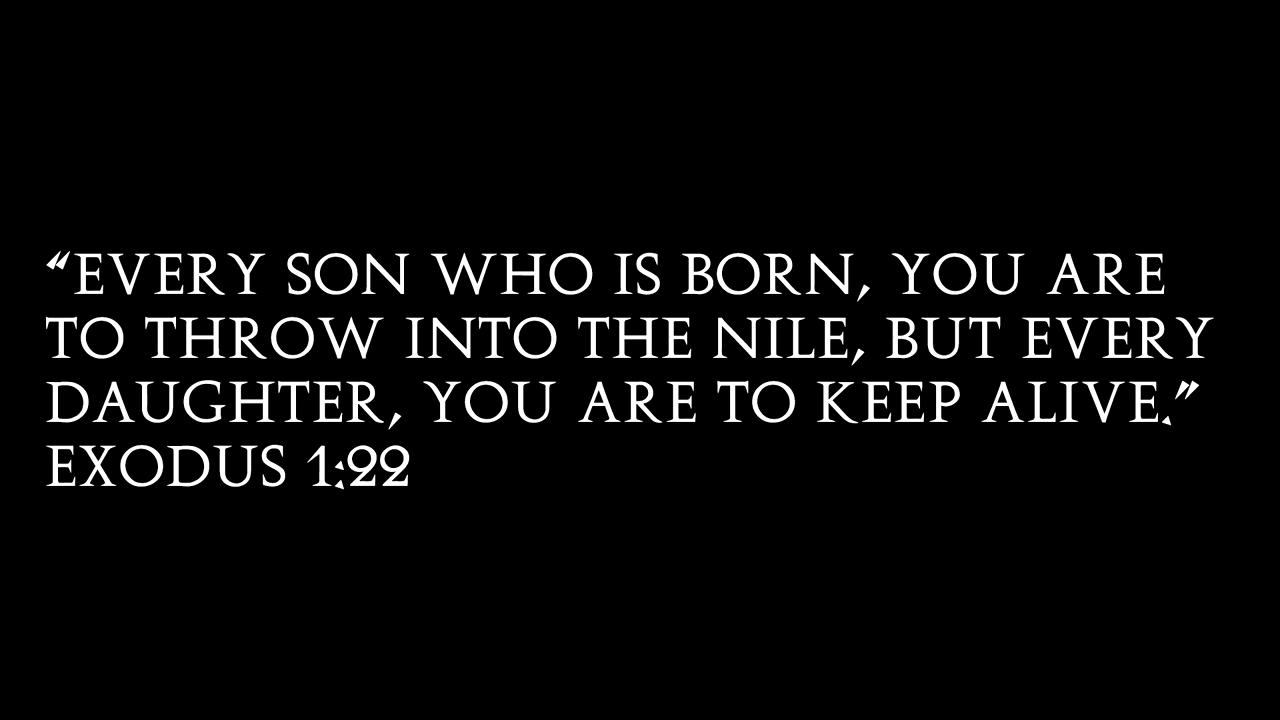 “EVERY SON WHO IS BORN, YOU ARE
TO THROW INTO THE NILE, BUT EVERY
DAUGHTER, YOU ARE TO KEEP ALIVE.”
EXODUS 1:22